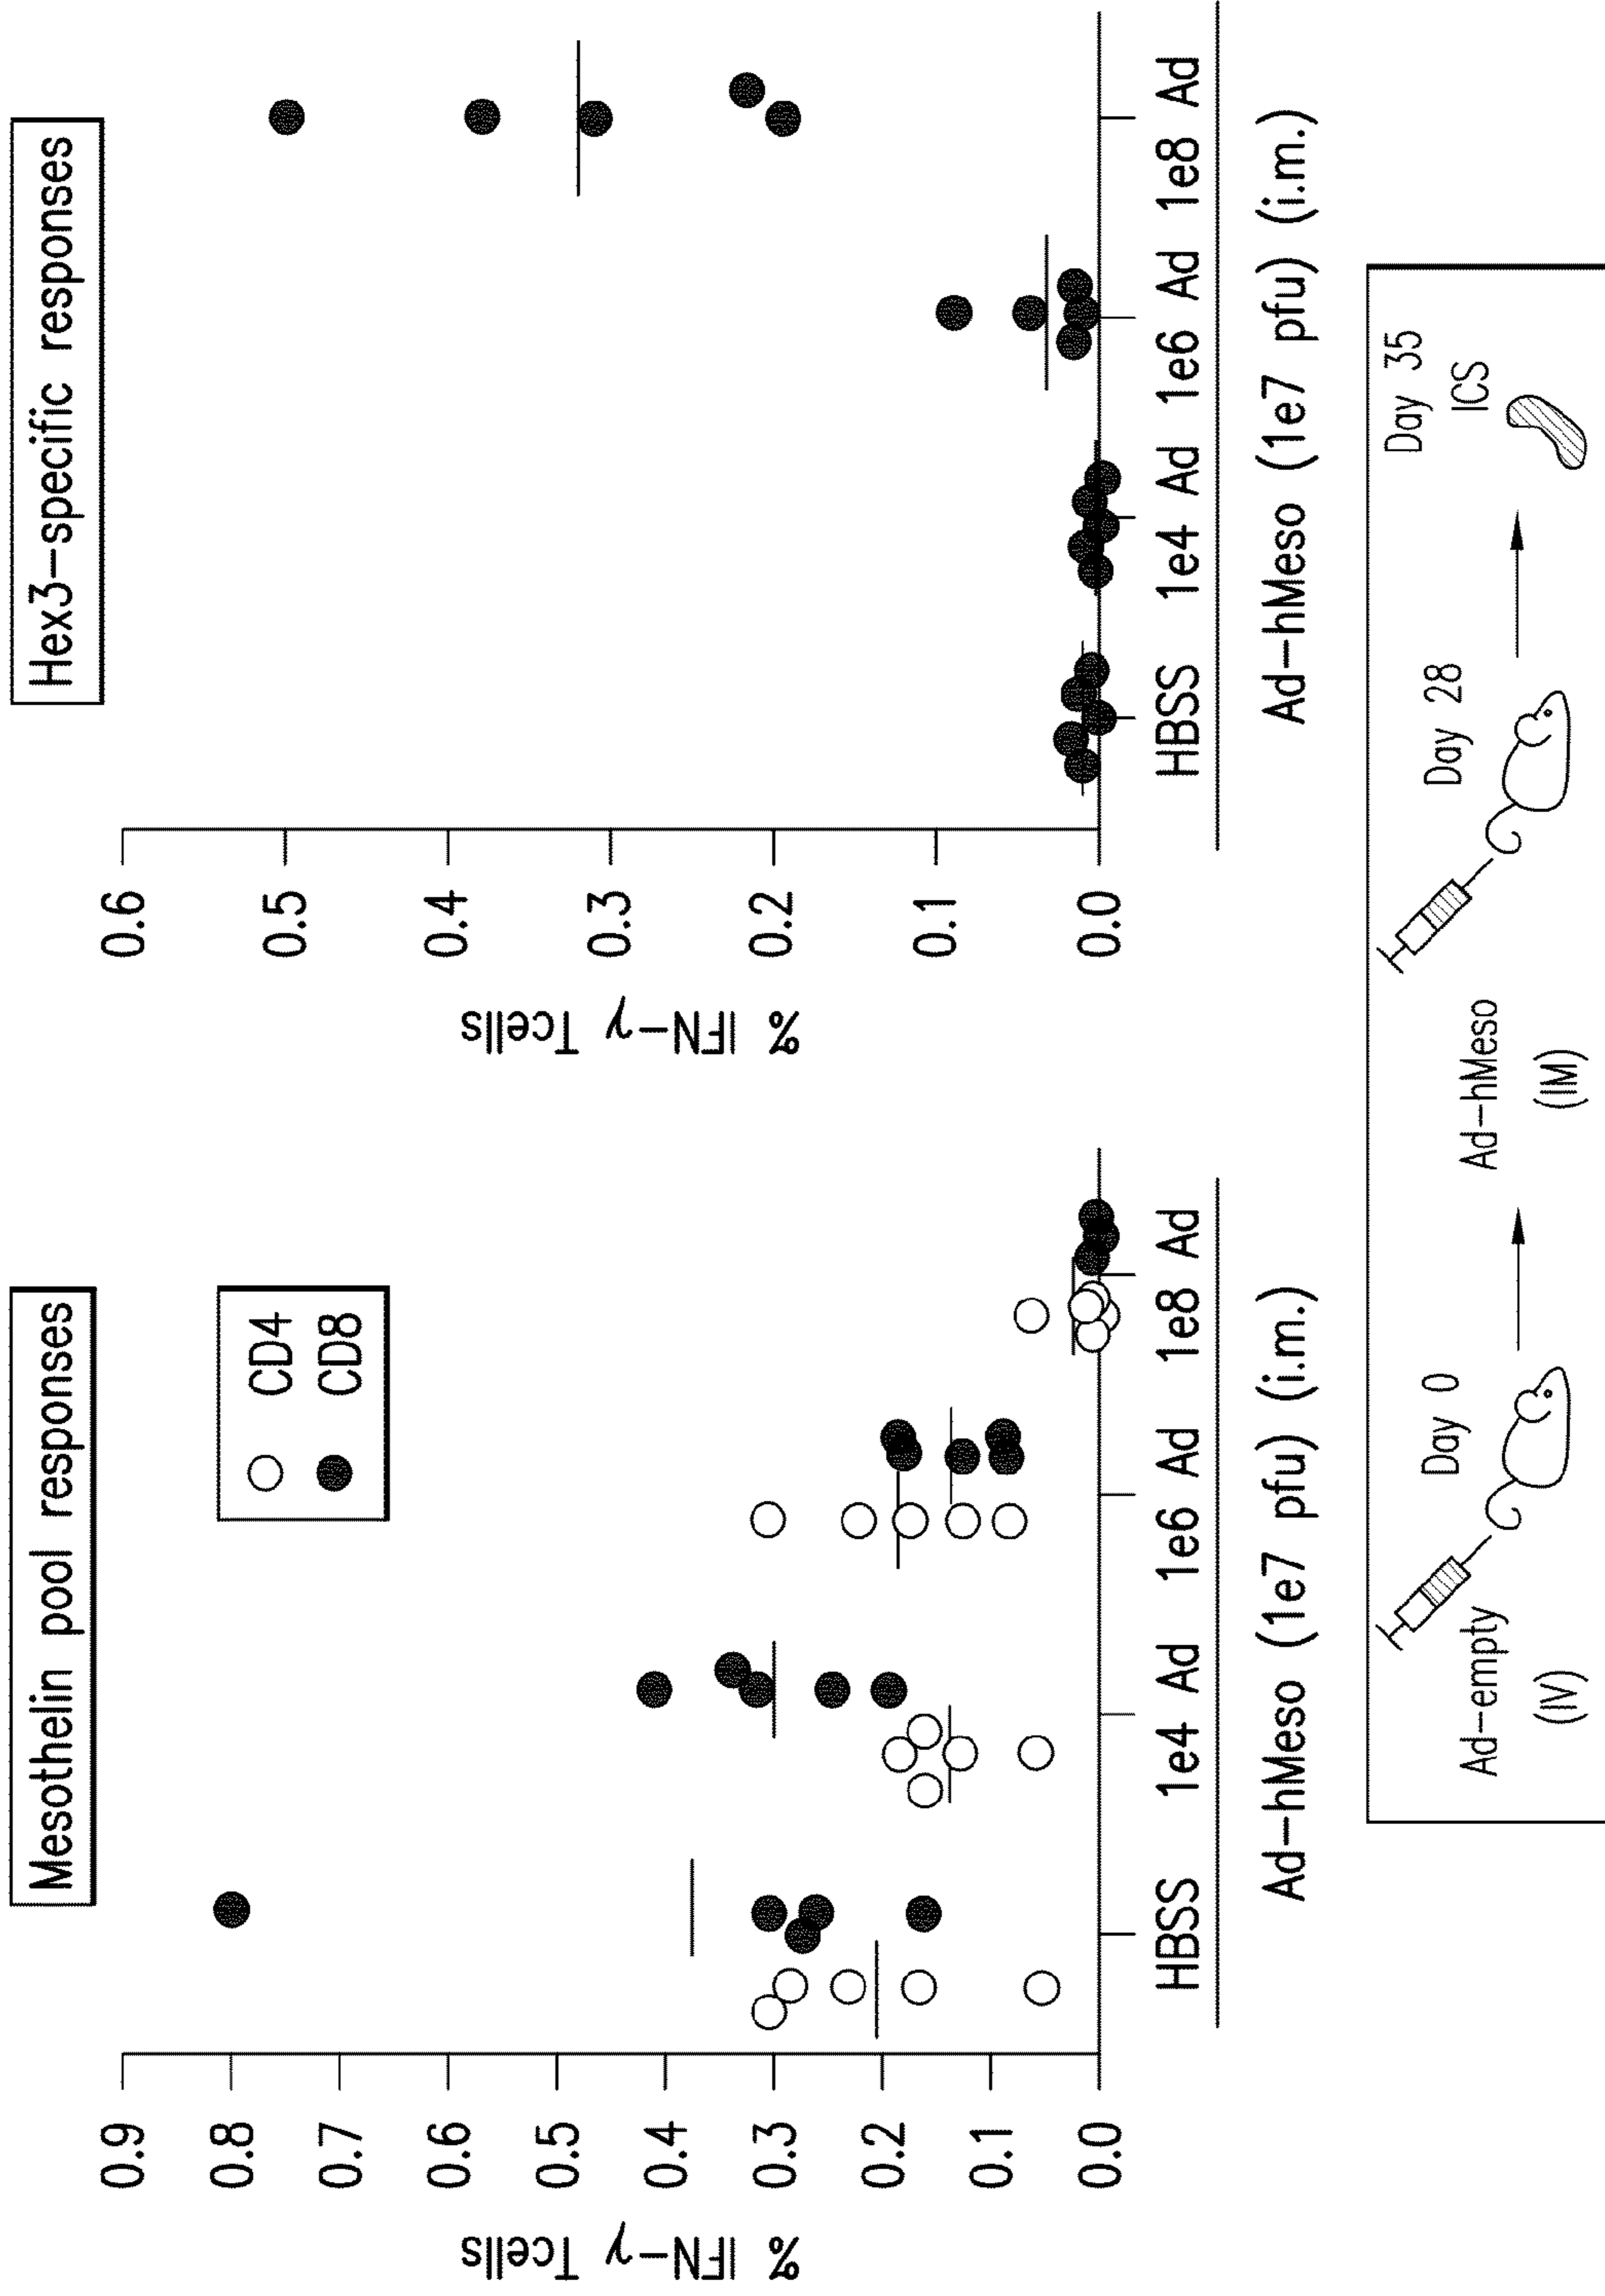 Mesothelin pool responses
% IFN-γ Tcells
0.9
0.8
0.7
0.6
0.5
0.4
0.3
0.2
0.1
0.0
CD4
CD8
HBSS 1e4 Ad 1e6 Ad 1e8 Ad
Ad-hMeso (1e7 pfu) (i.m.)
Hex3-specific responses
% IFN-γ Tcells
0.6
0.5
0.4
0.3
0.2
0.1
0.0
HBSS 1e4 Ad 1e6 Ad 1e8 Ad
Ad-hMeso (1e7 pfu) (i.m.)
Ad-empty
(IV)
Day 0
Ad-hMeso
(IM)
Day 28
Day 35
ICS